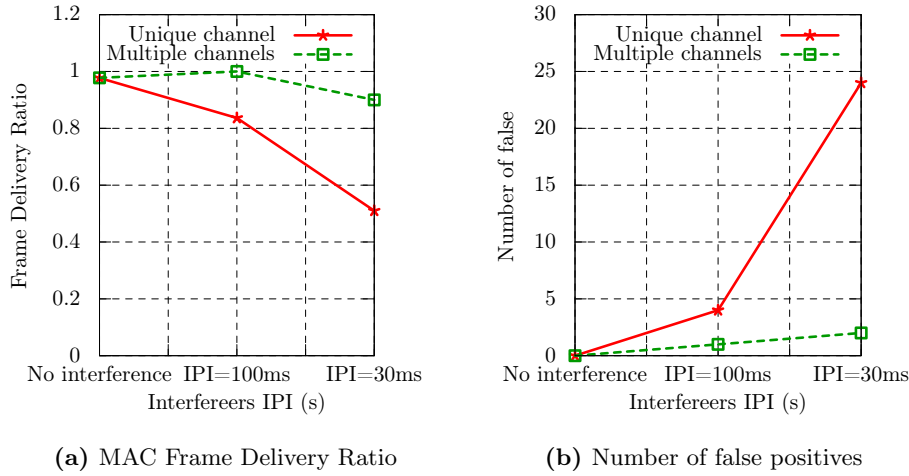 Unique channel
Multiple channels
1.2
1
0.8
0.6
0.4
0.2
0
Frame Delivery Ratio
No interference
IPI=100ms
IPI=30ms
Interfereers IPI (s)
(a) MAC Frame Delivery Ratio
Unique channel
Multiple channels
30
25
20
15
10
5
0
Number of false
No interference
IPI=100ms
IPI=30ms
Interfereers IPI (s)
(b) Number of false positives